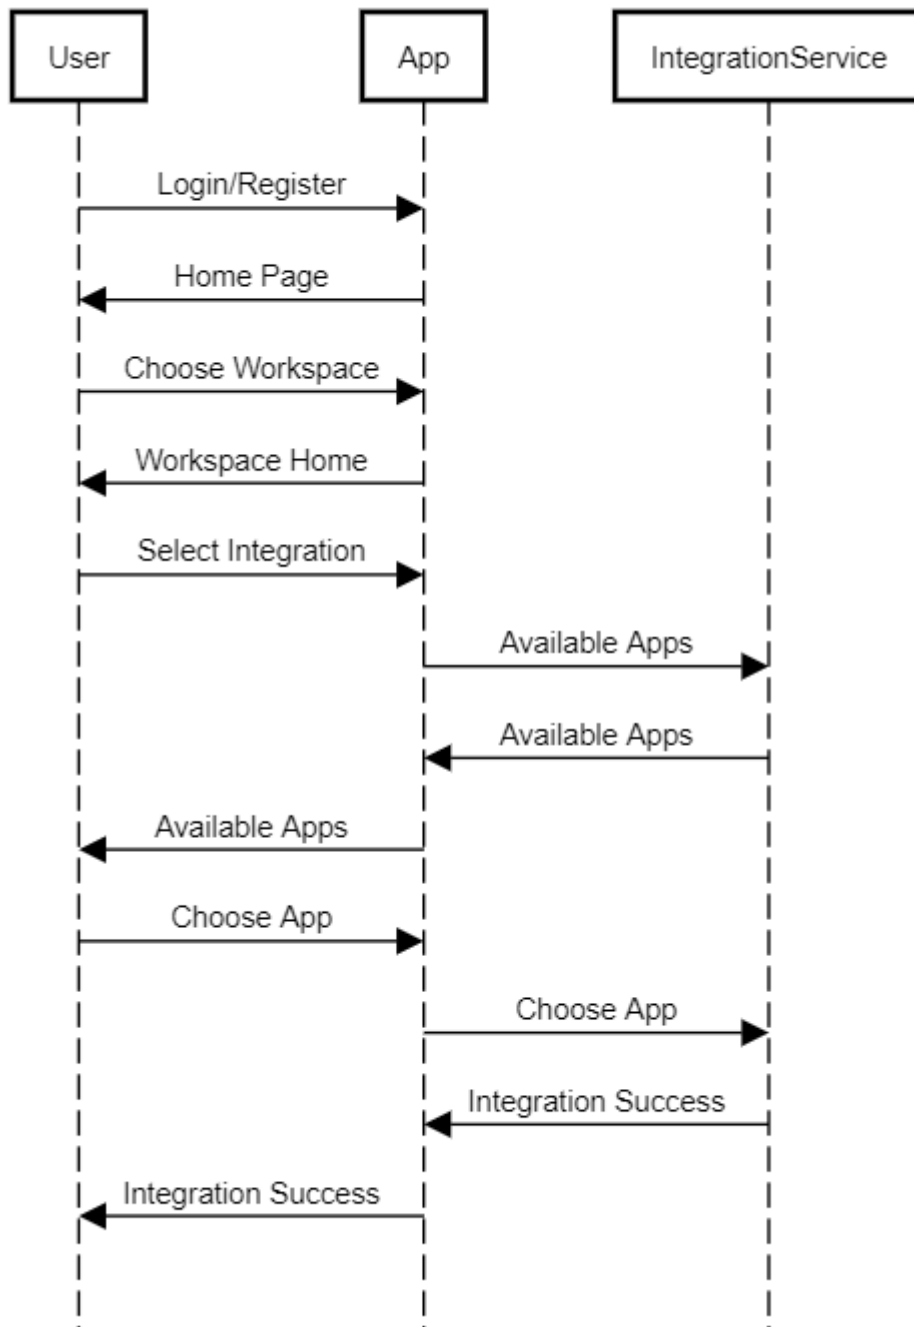 User
App
IntegrationService
Login/Register
Home Page
Choose Workspace
Workspace Home
Select Integration
Available Apps
Available Apps
Available Apps
Choose App
Choose App
Integration Success
Integration Success